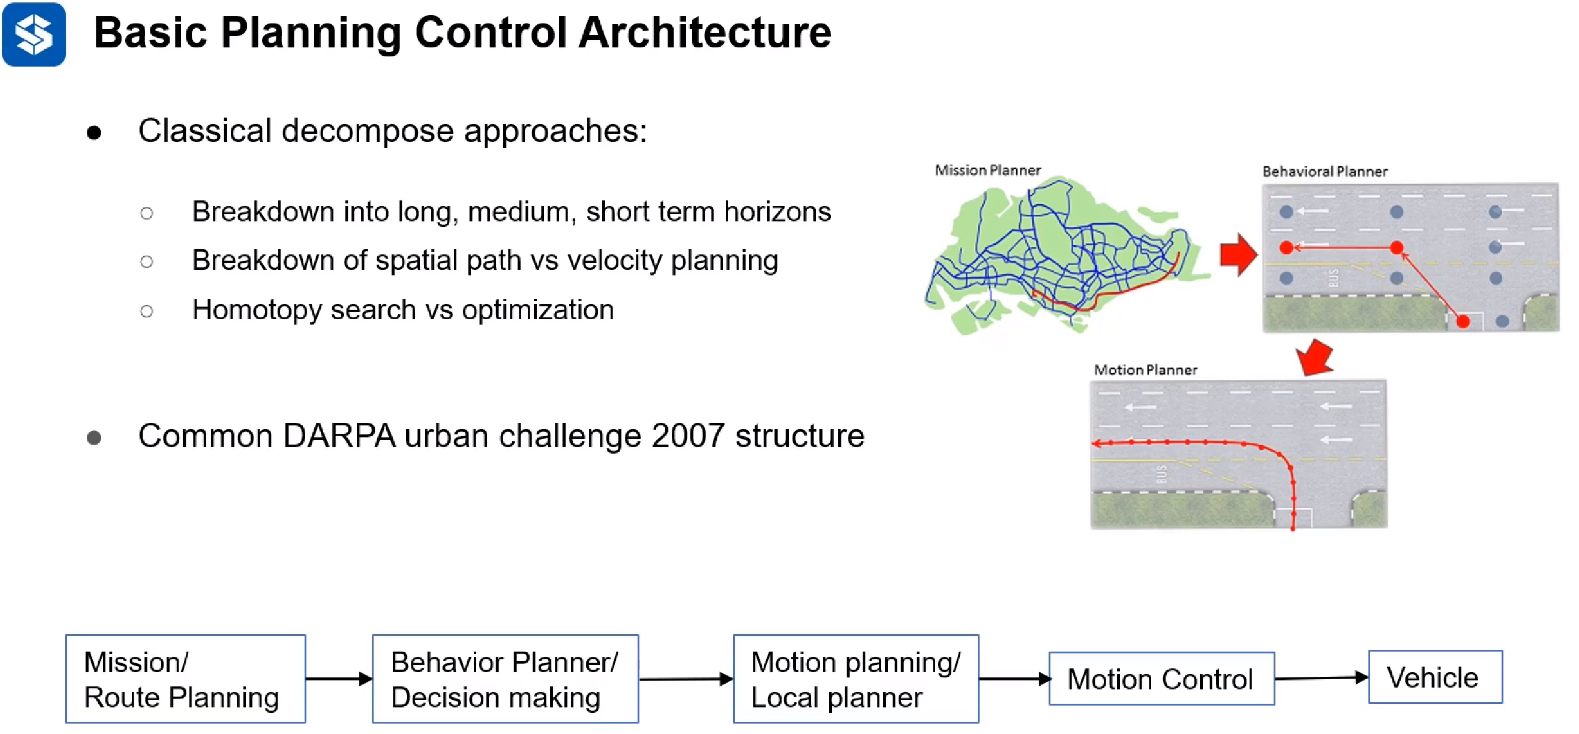 Basic Planning Control Architecture
● Classical decompose approaches:
○ Breakdown into long, medium, short term horizons
○ Breakdown of spatial path vs velocity planning
○ Homotopy search vs optimization
● Common DARPA urban challenge 2007 structure
Mission Planner
Behavioral Planner
BUS
Motion Planner
BUS
Mission/
Route Planning
Behavior Planner/
Decision making
Motion planning/
Local planner
Motion Control
Vehicle